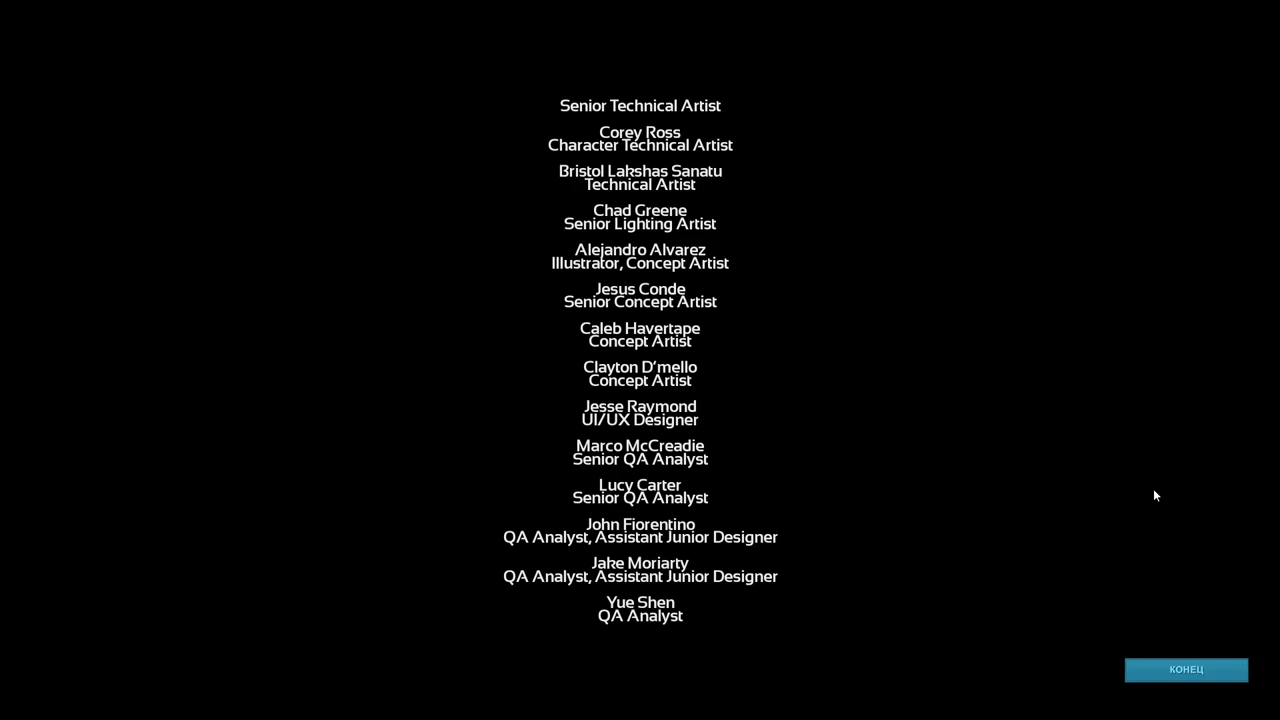 Senior Technical Artist
Corey Ross
Character Technical Artist
Bristol Lakshas Sanatu
Technical Artist
Chad Greene
Senior Lighting Artist
Alejandro Alvarez
Illustrator, Concept Artist
Jesus Conde
Senior Concept Artist
Caleb Havertape
Concept Artist
Clayton D'mello
Concept Artist
Jesse Raymond
UI/UX Designer
Marco McCreadie
Senior QA Analyst
Lucy Carter
Senior QA Analyst
John Fiorentino
QA Analyst, Assistant Junior Designer
Jake Moriarty
QA Analyst, Assistant Junior Designer
Yue Shen
QA Analyst
КОНЕЦ